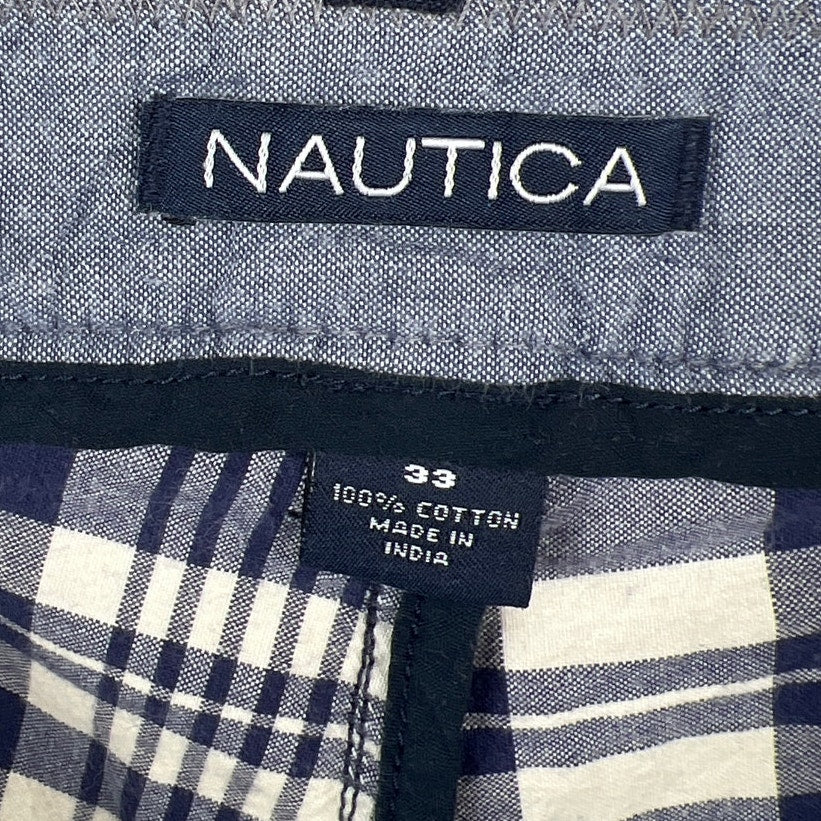 NAUTICA
33
100% COTTON
MADE IN
INDIA